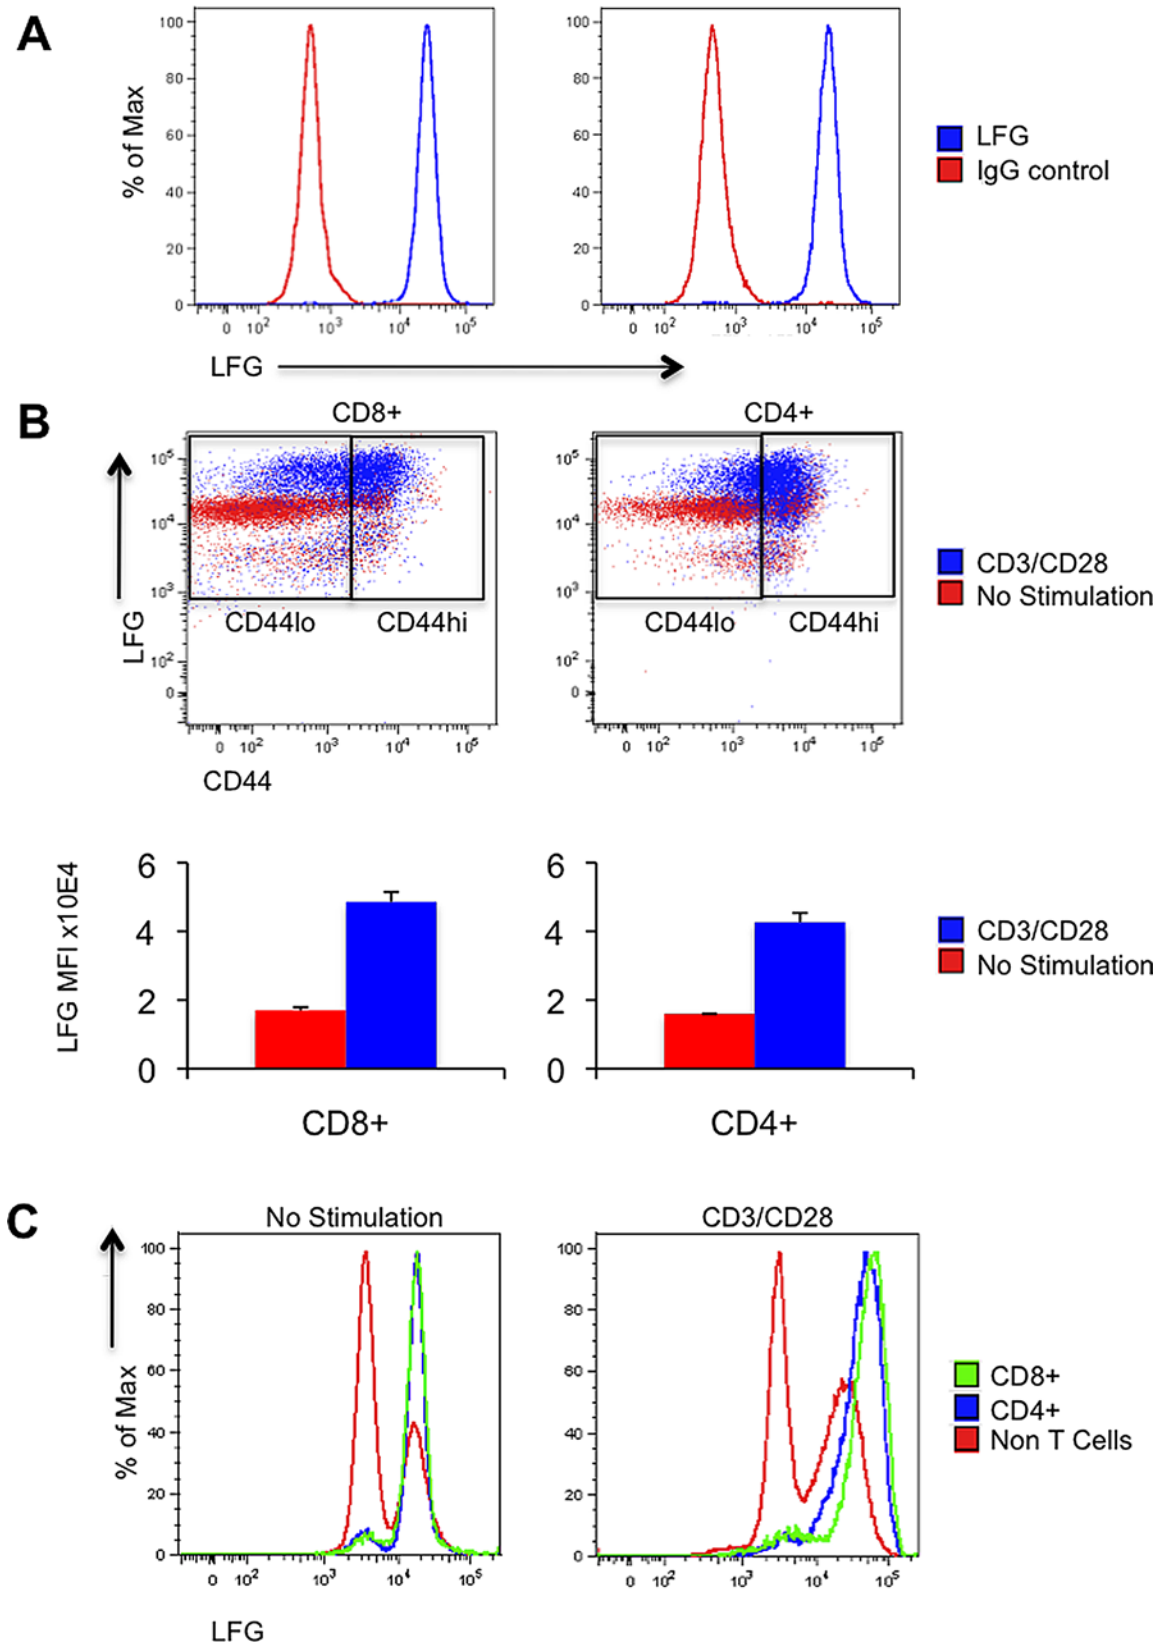 A
% of Max
100
80
60
40
20
0
0 10² 10³ 10⁴ 10⁵
100
80
60
40
20
0
0 10² 10³ 10⁴ 10⁵
LFG
IgG control
LFG
B
CD8+
CD4+
LFG
10⁵
10⁴
10³
10²
0
CD44lo CD44hi
0 10² 10³ 10⁴ 10⁵
10⁵
10⁴
10³
10²
0
CD44lo CD44hi
0 10² 10³ 10⁴ 10⁵
CD3/CD28
No Stimulation
CD44
LFG MFI x10E4
6
4
2
0
CD8+
6
4
2
0
CD4+
CD3/CD28
No Stimulation
C
No Stimulation
CD3/CD28
% of Max
100
80
60
40
20
0
0 10² 10³ 10⁴ 10⁵
100
80
60
40
20
0
0 10² 10³ 10⁴ 10⁵
CD8+
CD4+
Non T Cells
LFG